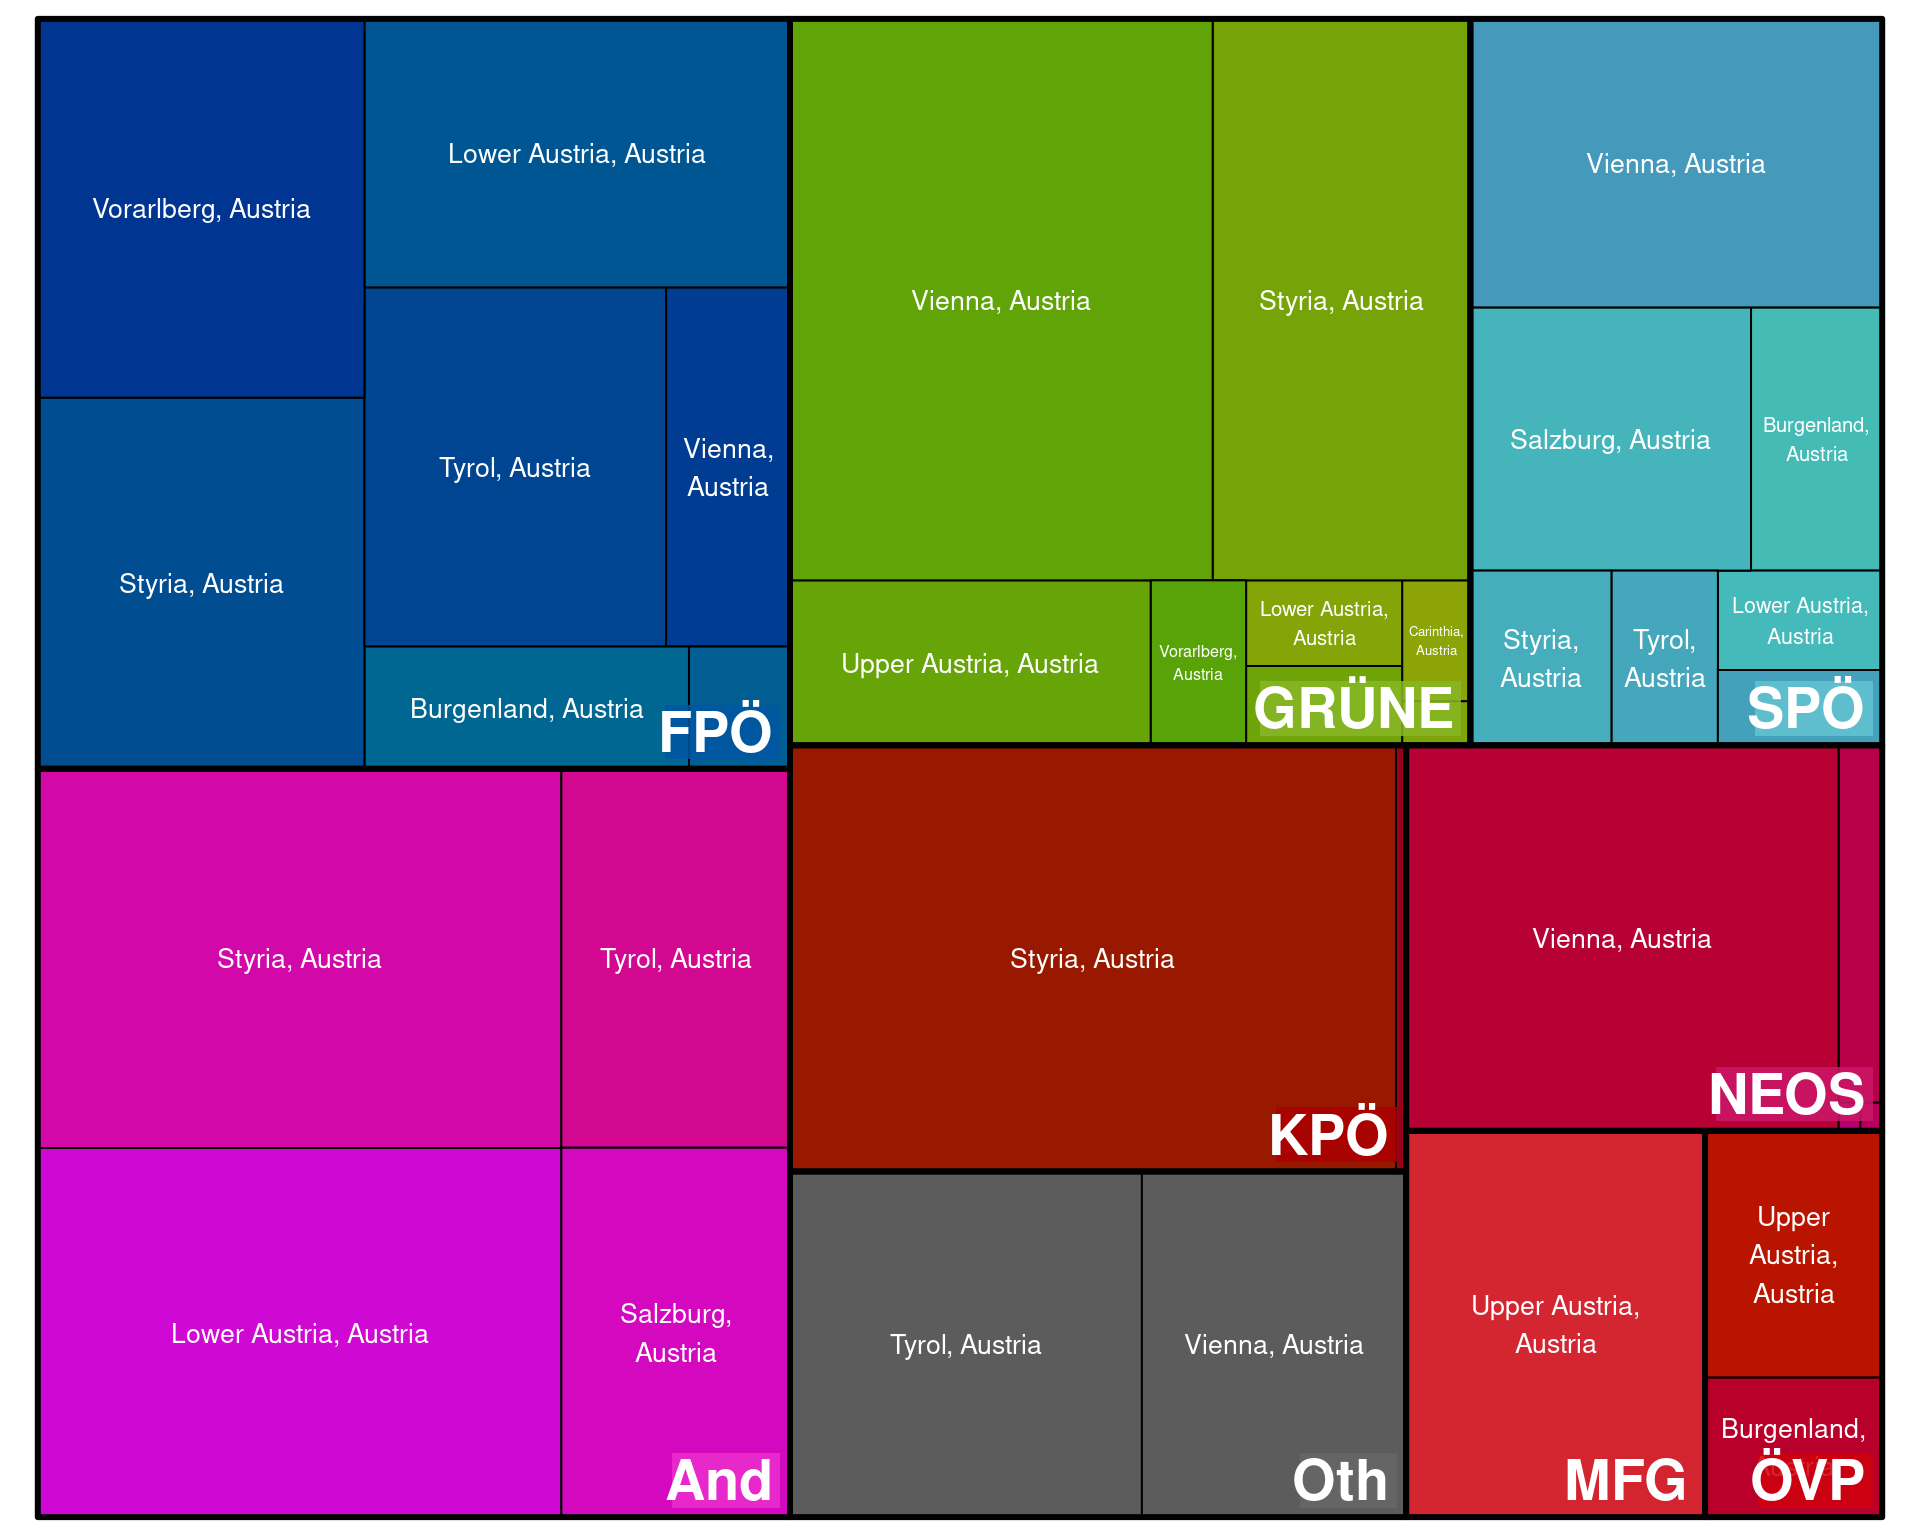 Vorarlberg, Austria
Lower Austria, Austria
Tyrol, Austria
Vienna,
Austria
Styria, Austria
Burgenland, Austria
FPÖ
Vienna, Austria
Styria, Austria
Upper Austria, Austria
Vorarlberg,
Austria
Lower Austria,
Austria
Carinthia,
Austria
GRÜNE
Vienna, Austria
Salzburg, Austria
Burgenland,
Austria
Styria,
Austria
Tyrol,
Austria
Lower Austria,
Austria
SPÖ
Styria, Austria
Tyrol, Austria
Lower Austria, Austria
Salzburg,
Austria
And
Styria, Austria
KPÖ
Vienna, Austria
NEOS
Tyrol, Austria
Vienna, Austria
Oth
Upper Austria,
Austria
MFG
Upper
Austria,
Austria
Burgenland,
ÖVP